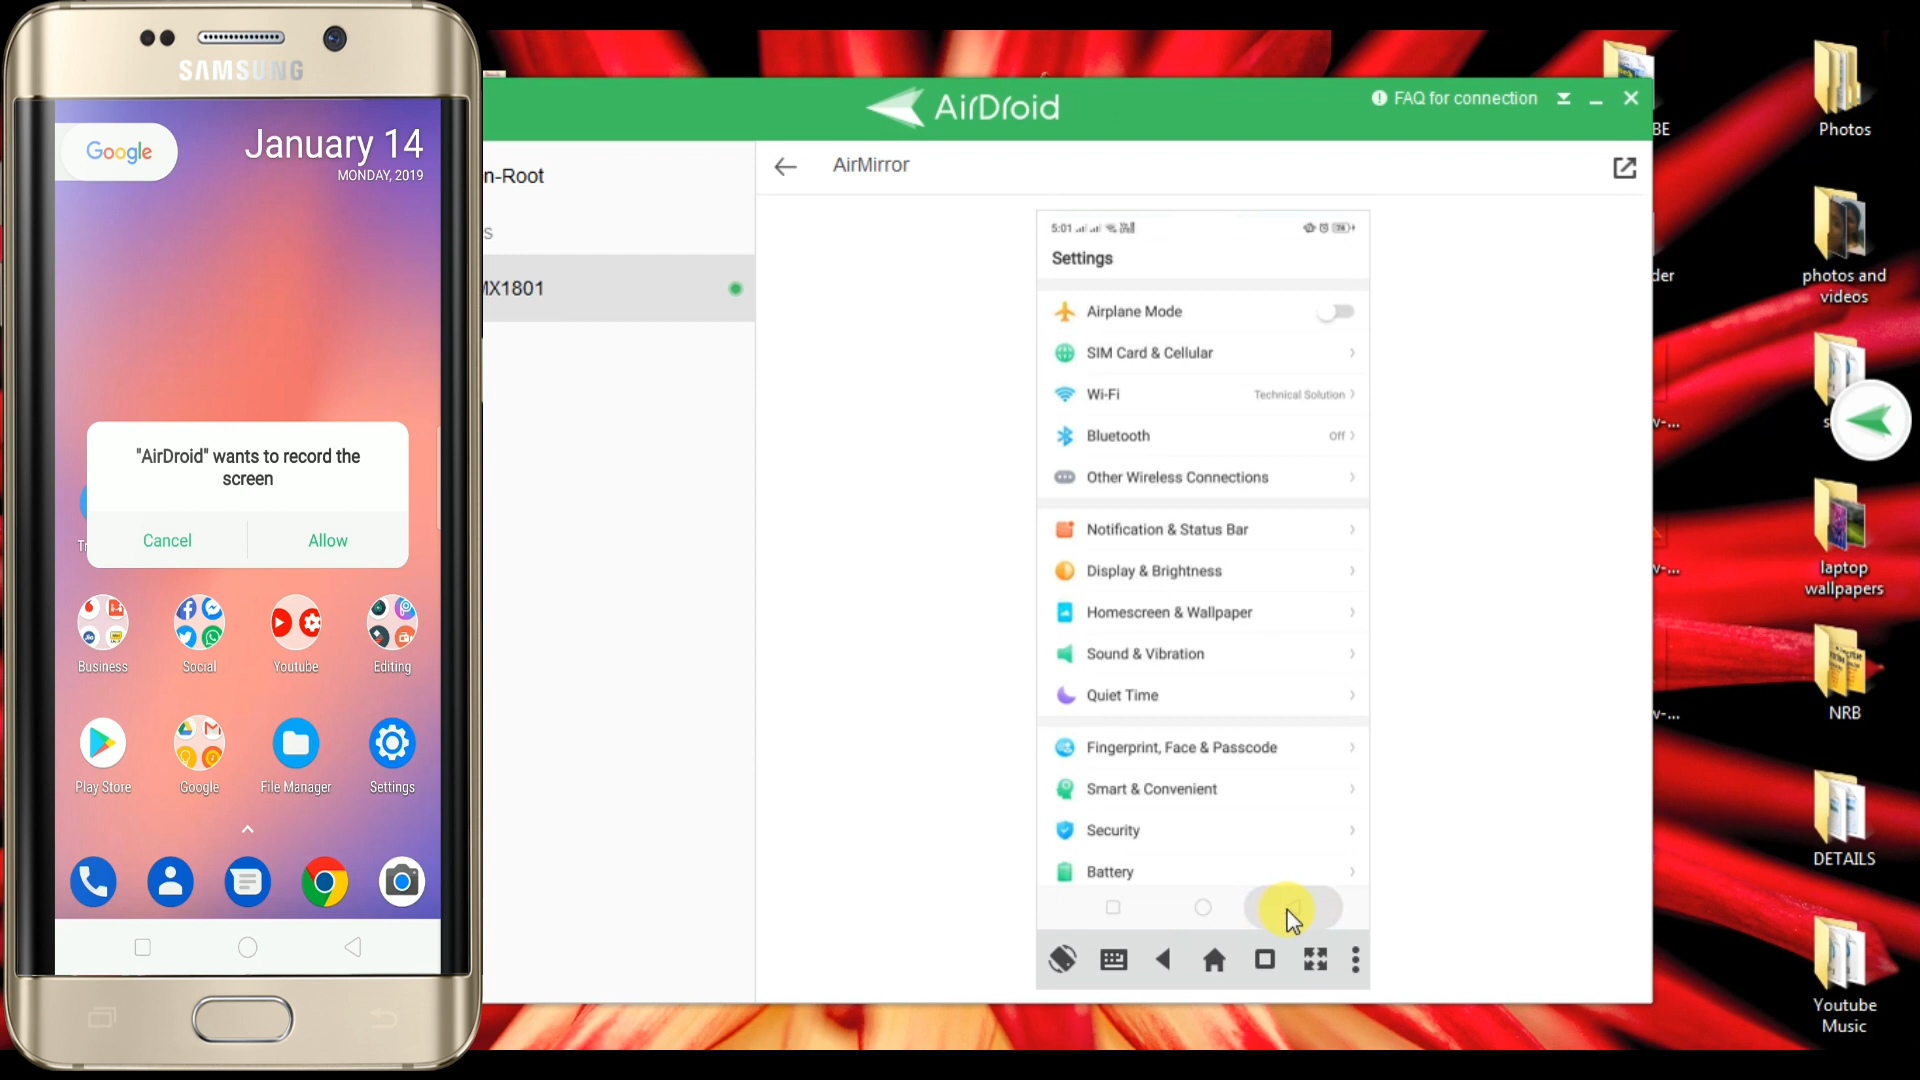 SAMSUNG
Google
January 14
MONDAY, 2019
"AirDroid" wants to record the
screen
Cancel
Allow
Business
Social
Youtube
Editing
Play Store
Google
File Manager
Settings
AirDroid
FAQ for connection
n-Root
s
MX1801
AirMirror
5:01
Settings
Airplane Mode
SIM Card & Cellular
Wi-Fi
Technical Solution
Bluetooth
Off
Other Wireless Connections
Notification & Status Bar
Display & Brightness
Homescreen & Wallpaper
Sound & Vibration
Quiet Time
Fingerprint, Face & Passcode
Smart & Convenient
Security
Battery
BE
der
w-...
w-...
w-...
Photos
photos and
videos
s
laptop
wallpapers
NRB
DETAILS
Youtube
Music